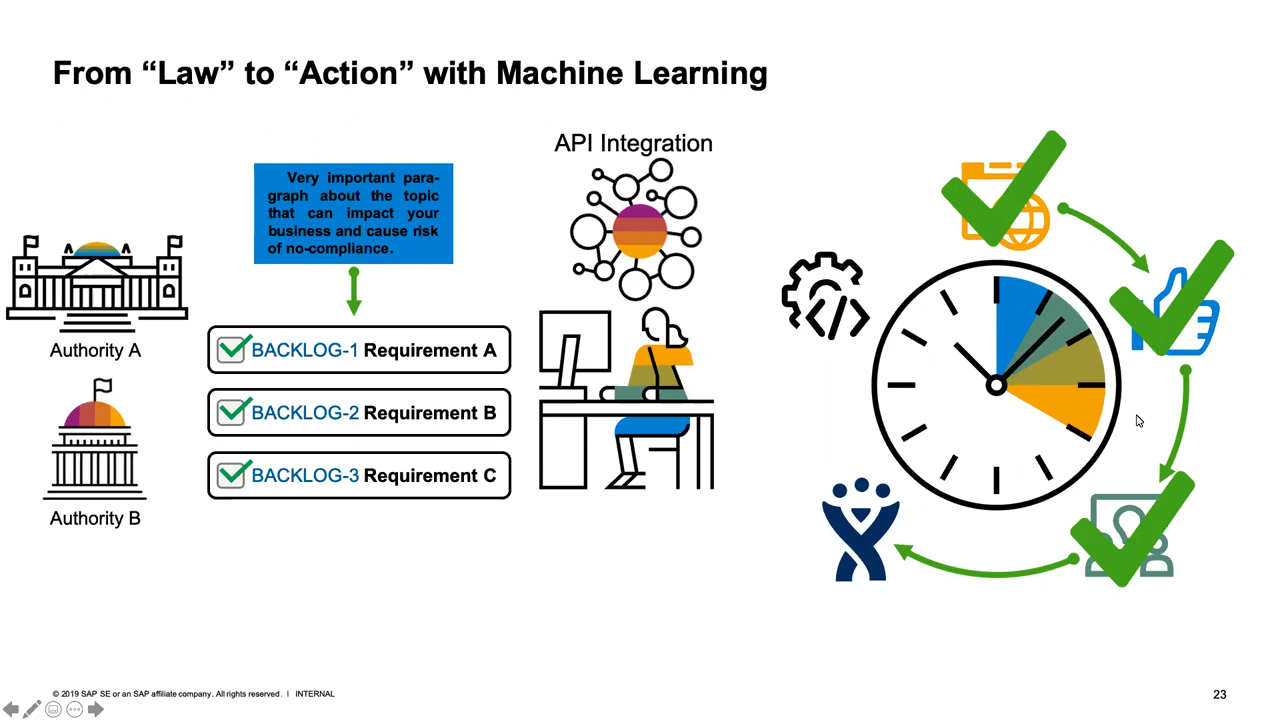 From “Law” to “Action” with Machine Learning
API Integration
Very important para-
graph about the topic
that can impact your
business and cause risk
of no-compliance.
Authority A
BACKLOG-1 Requirement A
BACKLOG-2 Requirement B
BACKLOG-3 Requirement C
Authority B
© 2019 SAP SE or an SAP affiliate company. All rights reserved. I INTERNAL
23